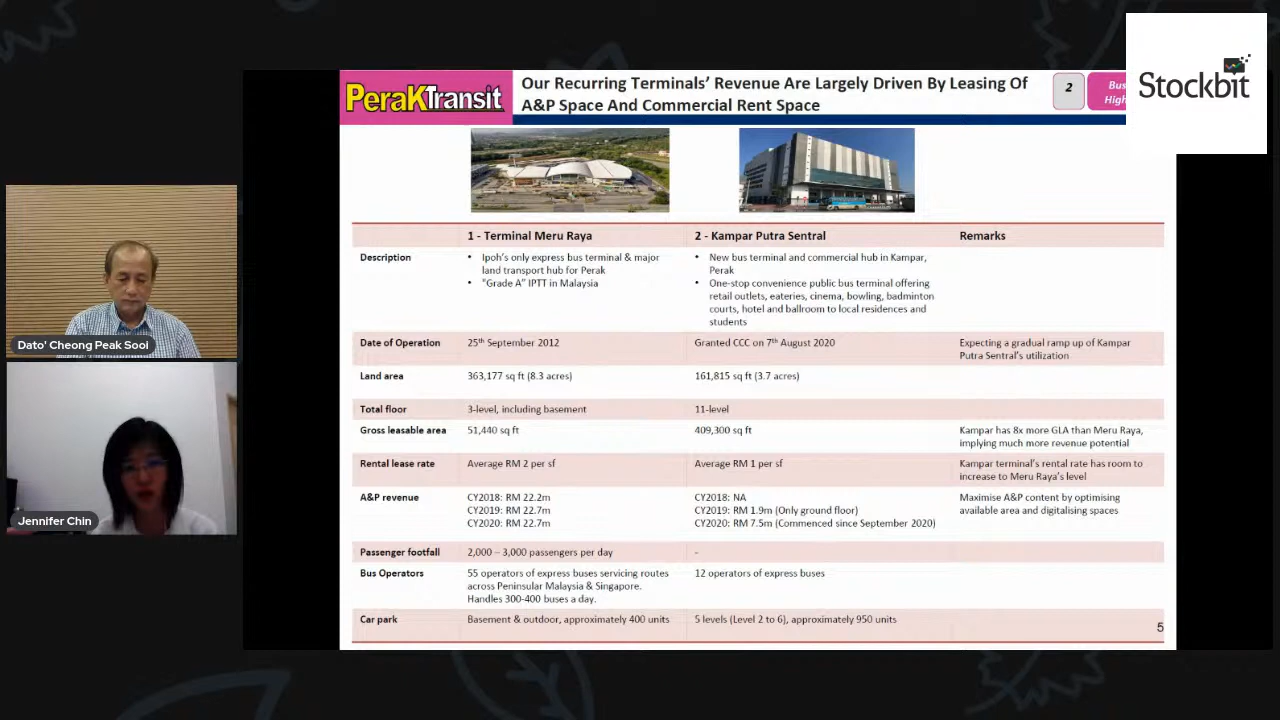 Stockbit
PeraKTransit
Our Recurring Terminals’ Revenue Are Largely Driven By Leasing Of
A&P Space And Commercial Rent Space
2
Bus
High
1 - Terminal Meru Raya
2 - Kampar Putra Sentral
Remarks
Description
• Ipoh’s only express bus terminal & major
land transport hub for Perak
• "Grade A” IPTT in Malaysia
• New bus terminal and commercial hub in Kampar,
Perak
• One-stop convenience public bus terminal offering
retail outlets, eateries, cinema, bowling, badminton
courts, hotel and ballroom to local residences and
students
Date of Operation
25th September 2012
Granted CCC on 7th August 2020
Expecting a gradual ramp up of Kampar
Putra Sentral’s utilization
Land area
363,177 sq ft (8.3 acres)
161,815 sq ft (3.7 acres)
Total floor
3-level, including basement
11-level
Gross leasable area
51,440 sq ft
409,300 sq ft
Kampar has 8x more GLA than Meru Raya,
implying much more revenue potential
Rental lease rate
Average RM 2 per sf
Average RM 1 per sf
Kampar terminal’s rental rate has room to
increase to Meru Raya’s level
A&P revenue
CY2018: RM 22.2m
CY2019: RM 22.7m
CY2020: RM 22.7m
CY2018: NA
CY2019: RM 1.9m (Only ground floor)
CY2020: RM 7.5m (Commenced since September 2020)
Maximise A&P content by optimising
available area and digitalising spaces
Passenger footfall
2,000 – 3,000 passengers per day
-
Bus Operators
55 operators of express buses servicing routes
across Peninsular Malaysia & Singapore.
Handles 300-400 buses a day.
12 operators of express buses
Car park
Basement & outdoor, approximately 400 units
5 levels (Level 2 to 6), approximately 950 units
5
Dato' Cheong Peak Sooi
Jennifer Chin